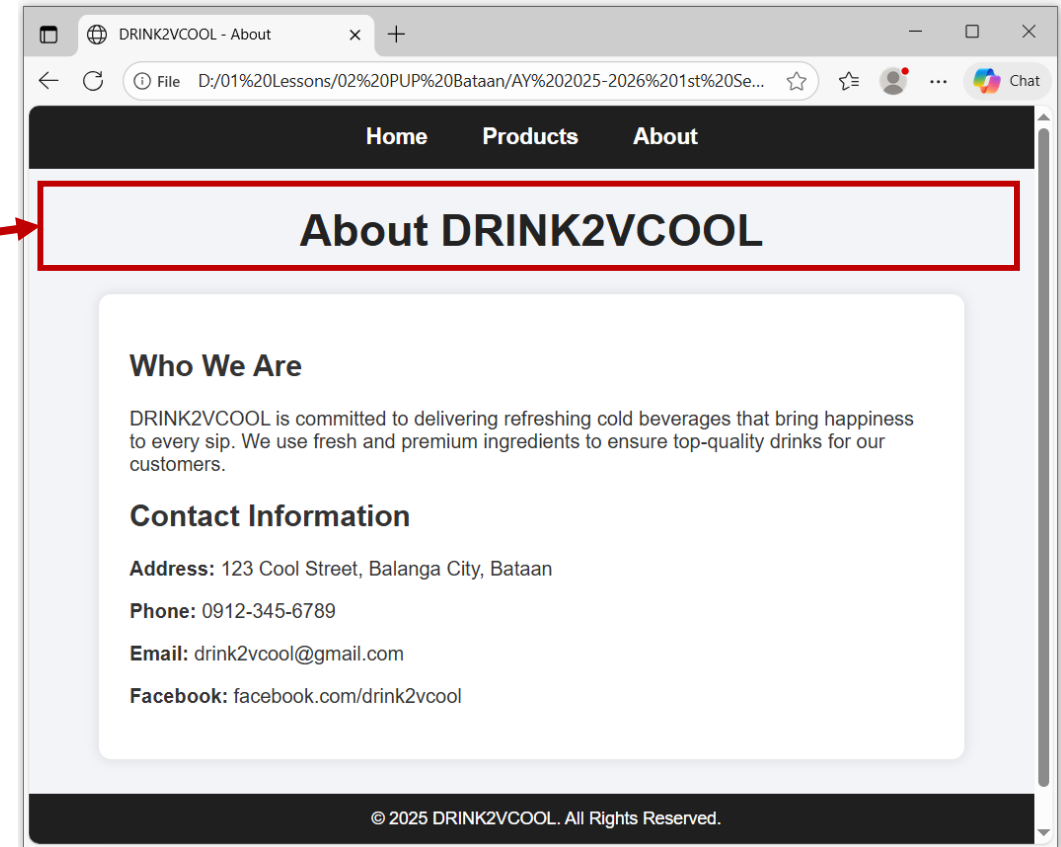 DRINK2VCOOL - About
File D:/01%20Lessons/02%20PUP%20Bataan/AY%202025-2026%201st%20Se...
Chat
Home Products About
About DRINK2VCOOL
Who We Are
DRINK2VCOOL is committed to delivering refreshing cold beverages that bring happiness
to every sip. We use fresh and premium ingredients to ensure top-quality drinks for our
customers.
Contact Information
Address: 123 Cool Street, Balanga City, Bataan
Phone: 0912-345-6789
Email: drink2vcool@gmail.com
Facebook: facebook.com/drink2vcool
© 2025 DRINK2VCOOL. All Rights Reserved.